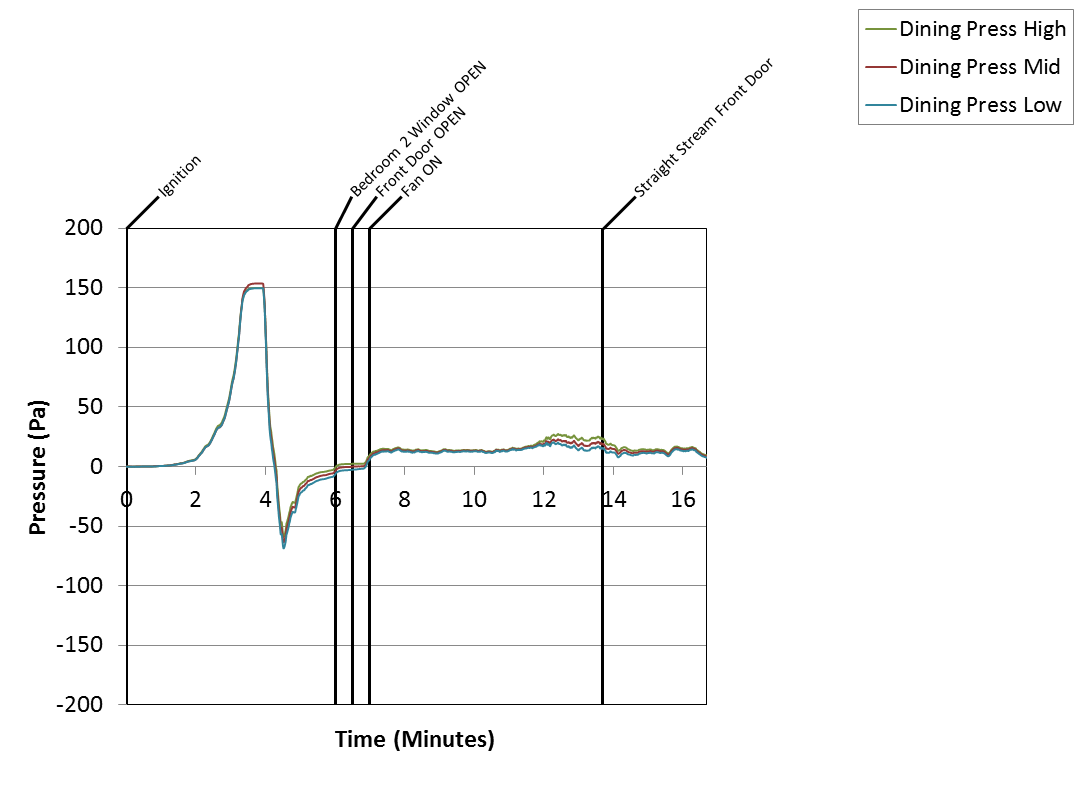 Dining Press High
Dining Press Mid
Dining Press Low
Ignition
Bedroom 2 Window OPEN
Front Door OPEN
Fan ON
Straight Stream Front Door
200
150
100
50
0
-50
-100
-150
-200
0 2 4 6 8 10 12 14 16
Pressure (Pa)
Time (Minutes)